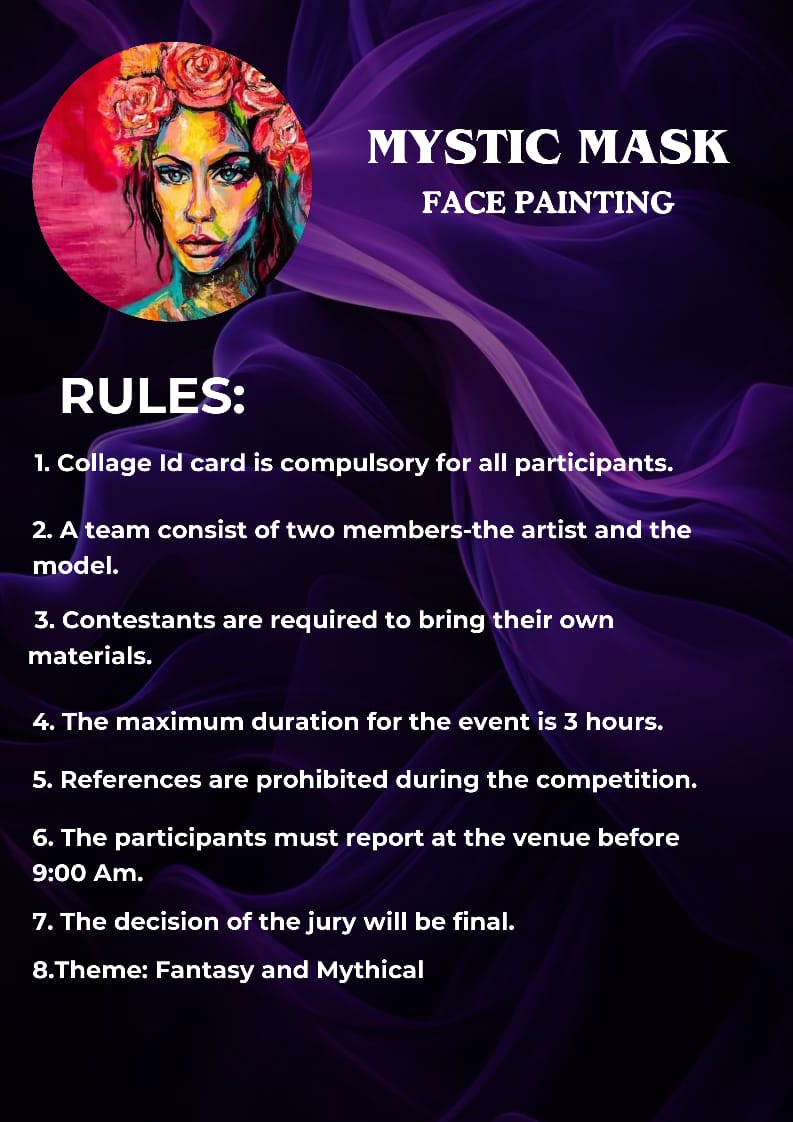 MYSTIC MASK
FACE PAINTING
RULES:
1. Collage Id card is compulsory for all participants.
2. A team consist of two members-the artist and the
model.
3. Contestants are required to bring their own
materials.
4. The maximum duration for the event is 3 hours.
5. References are prohibited during the competition.
6. The participants must report at the venue before
9:00 Am.
7. The decision of the jury will be final.
8.Theme: Fantasy and Mythical